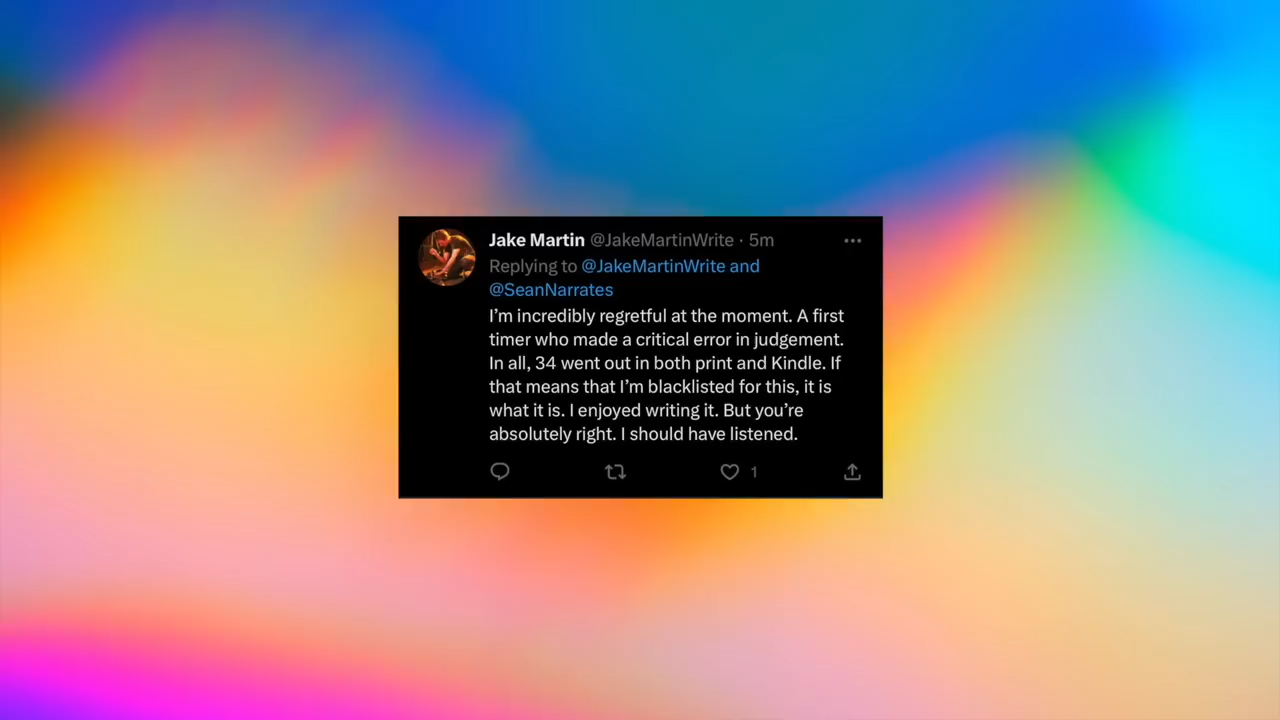 Jake Martin @JakeMartinWrite · 5m
Replying to @JakeMartinWrite and
@SeanNarrates
I’m incredibly regretful at the moment. A first
timer who made a critical error in judgement.
In all, 34 went out in both print and Kindle. If
that means that I’m blacklisted for this, it is
what it is. I enjoyed writing it. But you’re
absolutely right. I should have listened.
1